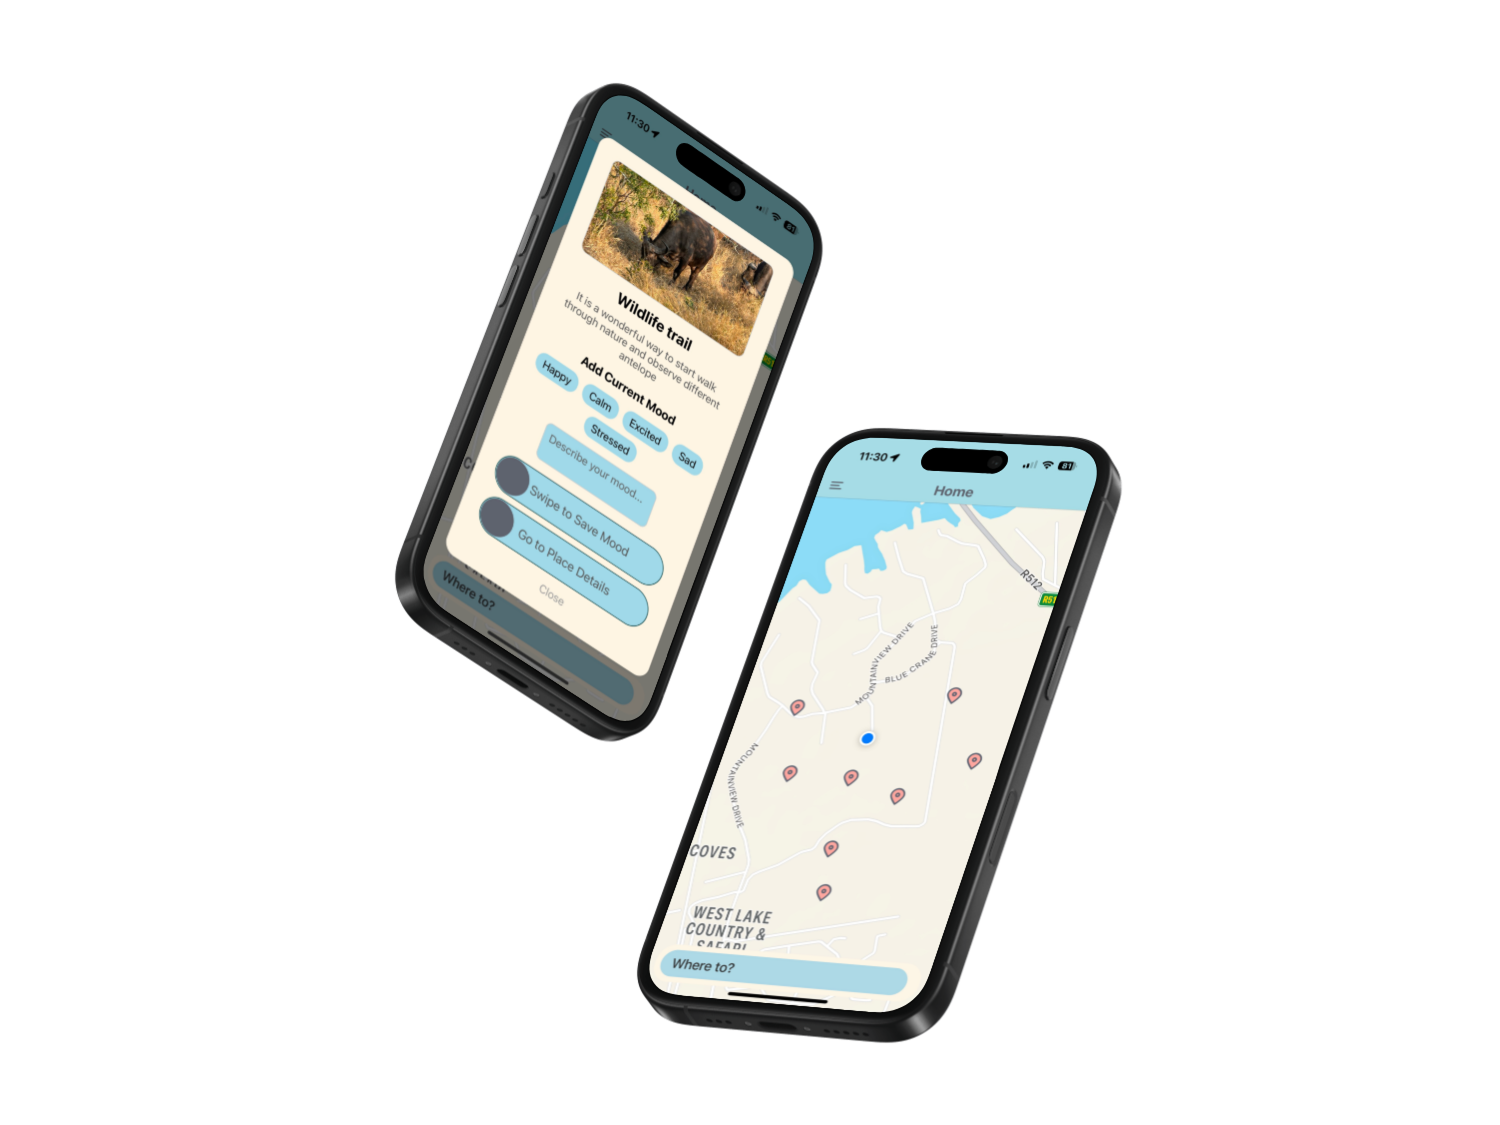 11:30
81
Wildlife trail
It is a wonderful way to start walk
through nature and observe different
antelope
Add Current Mood
Happy
Calm
Excited
Sad
Stressed
Describe your mood...
Swipe to Save Mood
Go to Place Details
Close
Where to?
11:30
81
Home
R512
R51
MOUNTAINVIEW DRIVE
BLUE CRANE DRIVE
MOUNTAINVIEW DRIVE
COVES
WEST LAKE
COUNTRY &
SAFARI
Where to?